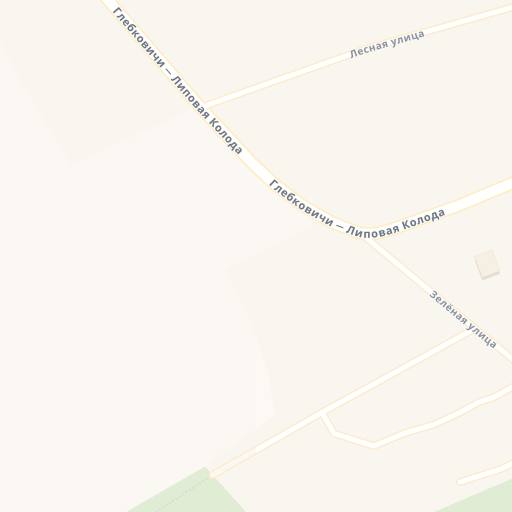 Глебковичи – Липовая Колода
Лесная улица
Глебковичи – Липовая Колода
Зелёная улица